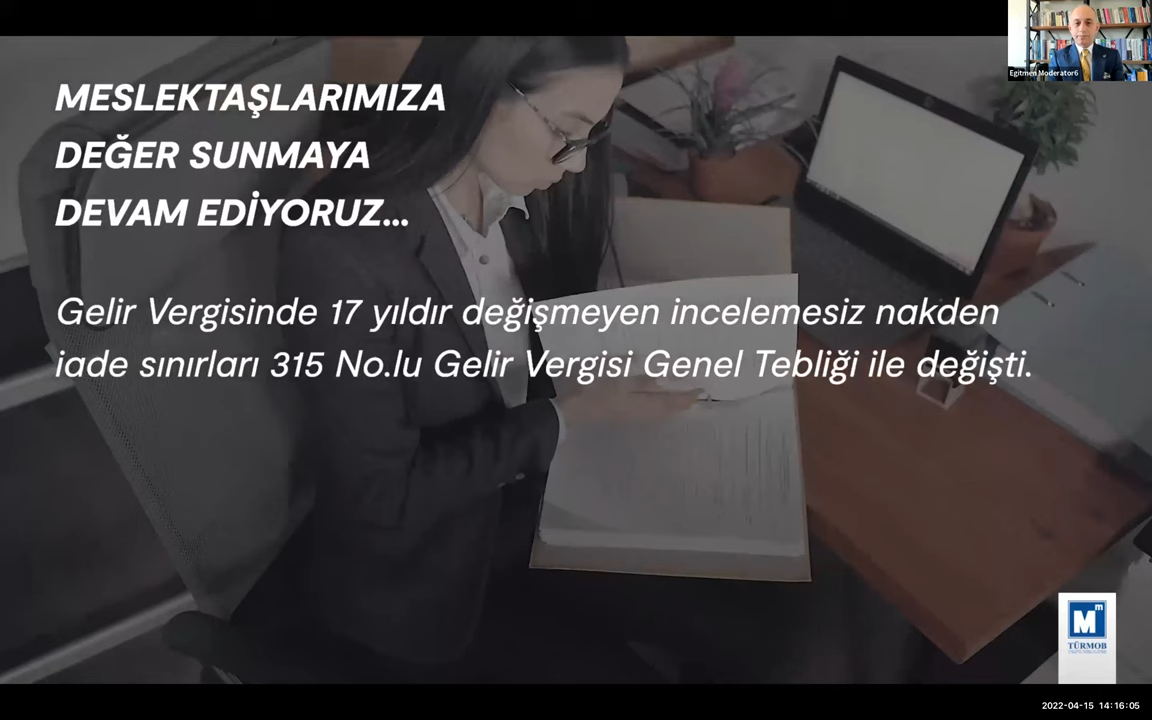 Egitmen Moderator6
MESLEKTAŞLARIMIZA
DEĞER SUNMAYA
DEVAM EDİYORUZ...
Gelir Vergisinde 17 yıldır değişmeyen incelemesiz nakden
iade sınırları 315 No.lu Gelir Vergisi Genel Tebliği ile değişti.
Mm
TÜRMOB
2022-04-15 14:16:05